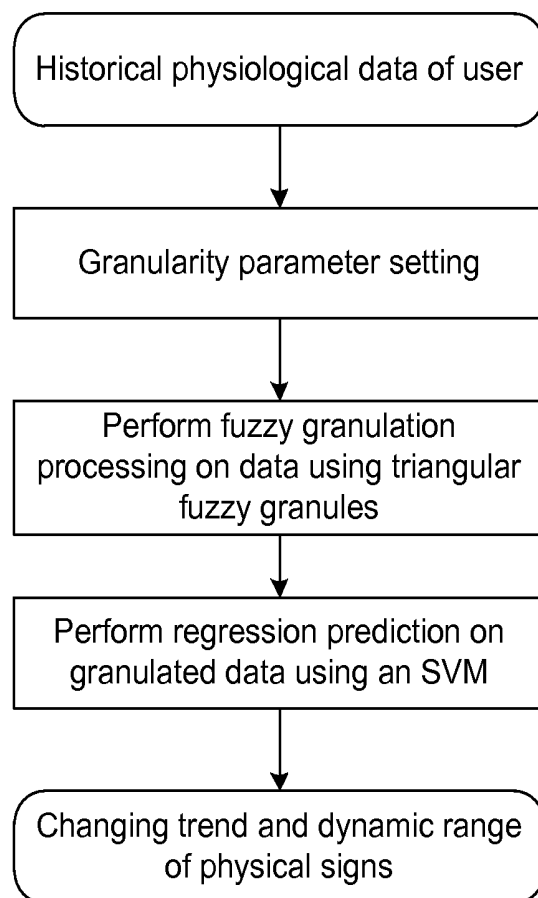 Historical physiological data of user
Granularity parameter setting
Perform fuzzy granulation
processing on data using triangular
fuzzy granules
Perform regression prediction on
granulated data using an SVM
Changing trend and dynamic range
of physical signs